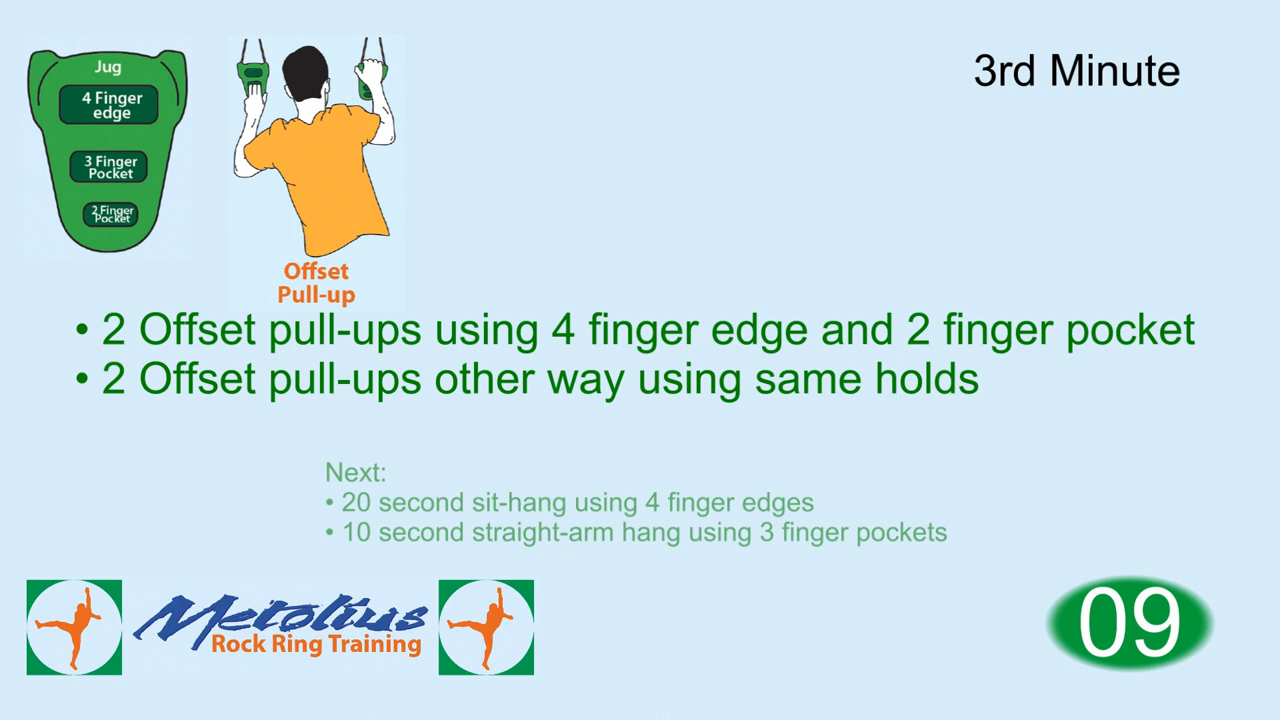 Jug
4 Finger
edge
3 Finger
Pocket
2 Finger
Pocket
Offset
Pull-up
3rd Minute
• 2 Offset pull-ups using 4 finger edge and 2 finger pocket
• 2 Offset pull-ups other way using same holds
Next:
• 20 second sit-hang using 4 finger edges
• 10 second straight-arm hang using 3 finger pockets
Metolius
Rock Ring Training
09